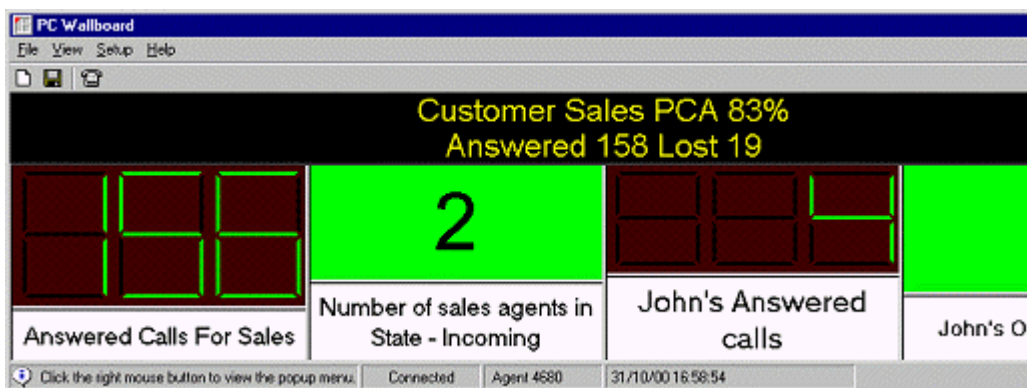 PC Wallboard
File View Setup Help
Customer Sales PCA 83%
Answered 158 Lost 19
2
4
Answered Calls For Sales
Number of sales agents in
State - Incoming
John's Answered
calls
John's O
Click the right mouse button to view the popup menu.
Connected
Agent 4680
31/10/00 16:58:54